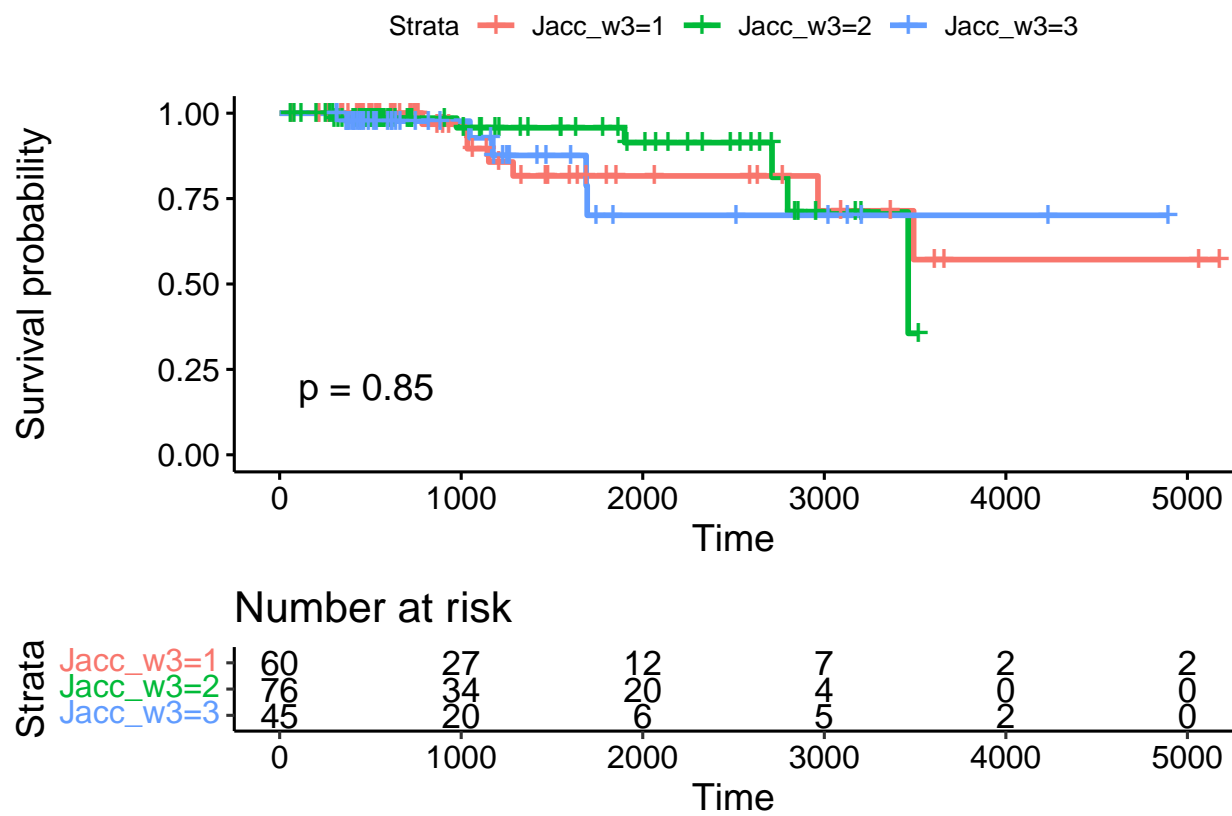 Strata Jacc_w3=1 Jacc_w3=2 Jacc_w3=3
Survival probability
1.00
0.75
0.50
0.25
0.00
p = 0.85
0 1000 2000 3000 4000 5000
Time
Number at risk
Strata
Jacc_w3=1 60 27 12 7 2 2
Jacc_w3=2 76 34 20 4 0 0
Jacc_w3=3 45 20 6 5 2 0
0 1000 2000 3000 4000 5000
Time